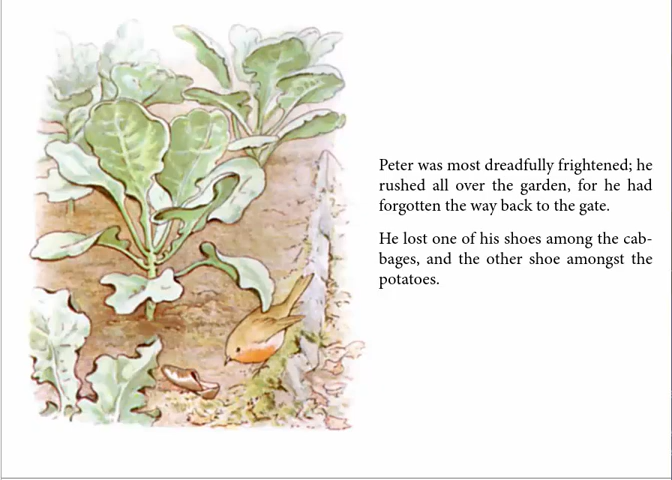 Peter was most dreadfully frightened; he
rushed all over the garden, for he had
forgotten the way back to the gate.
He lost one of his shoes among the cab-
bages, and the other shoe amongst the
potatoes.